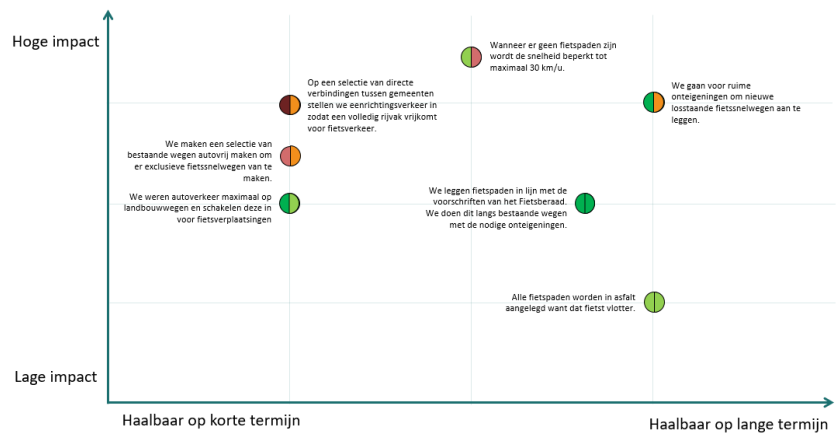 Hoge impact
Wanneer er geen fietspaden zijn
wordt de snelheid beperkt tot
maximaal 30 km/u.
Op een selectie van directe
verbindingen tussen gemeenten
stellen we eenrichtingsverkeer in
zodat een volledig rijvak vrijkomt
voor fietsverkeer.
We gaan voor ruime
onteigeningen om nieuwe
losstaande fietssnelwegen aan te
leggen.
We maken een selectie van
bestaande wegen autovrij maken om
er exclusieve fietssnelwegen van te
maken.
We weren autoverkeer maximaal op
landbouwwegen en schakelen deze in
voor fietsverplaatsingen
We leggen fietspaden in lijn met de
voorschriften van het Fietsberaad.
We doen dit langs bestaande wegen
met de nodige onteigeningen.
Alle fietspaden worden in asfalt
aangelegd want dat fietst vlotter.
Lage impact
Haalbaar op korte termijn
Haalbaar op lange termijn